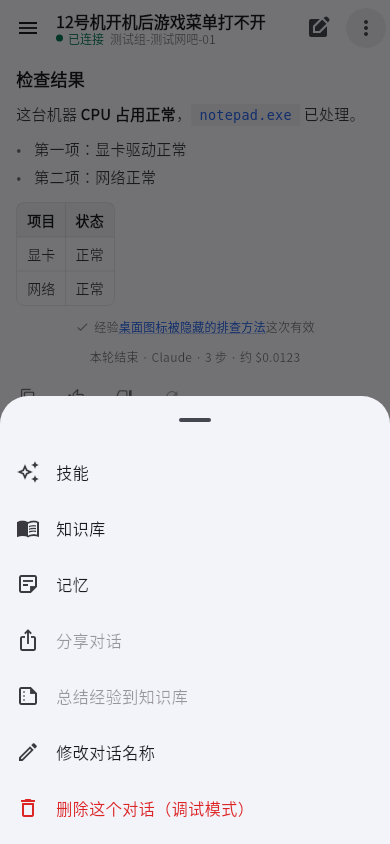 12号机开机后游戏菜单打不开
已连接 测试组-测试网吧-01
检查结果
这台机器 CPU 占用正常， notepad.exe 已处理。
• 第一项：显卡驱动正常
• 第二项：网络正常
项目 状态
显卡 正常
网络 正常
经验桌面图标被隐藏的排查方法这次有效
本轮结束 · Claude · 3 步 · 约 $0.0123
技能
知识库
记忆
分享对话
总结经验到知识库
修改对话名称
删除这个对话（调试模式）